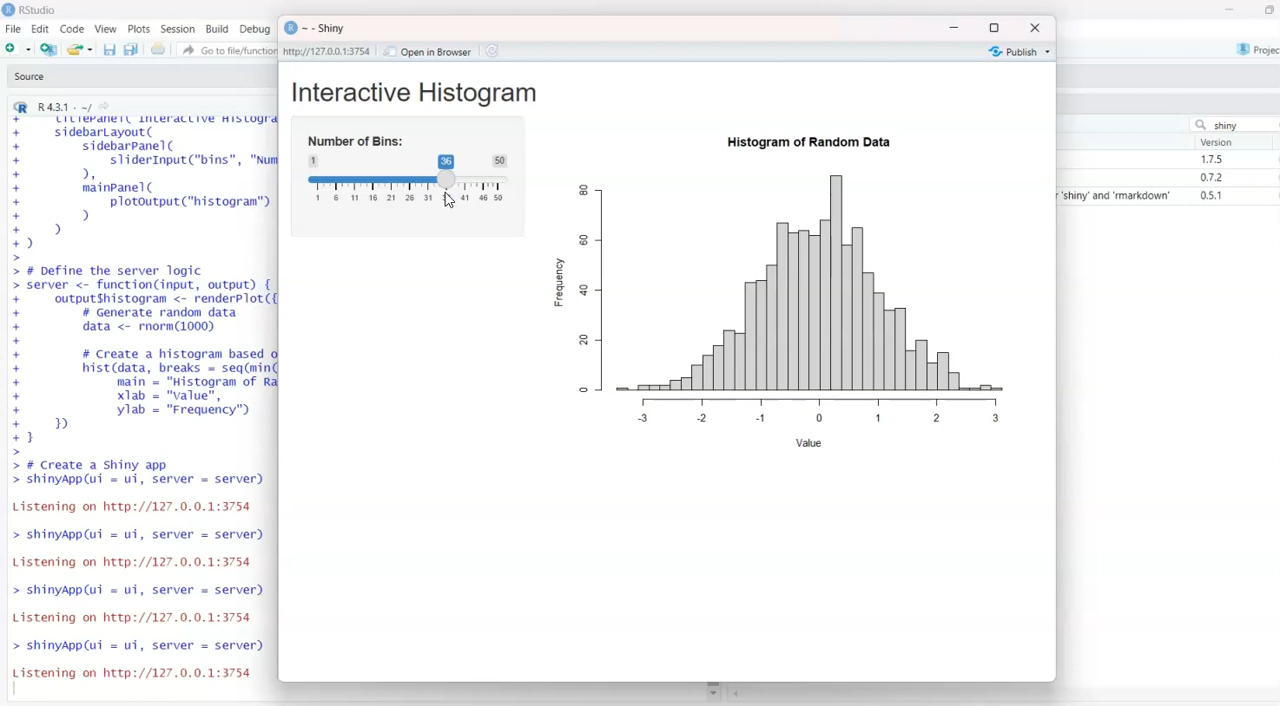 RStudio
File Edit Code View Plots Session Build Debug
Go to file/function
Source
R 4.3.1 · ~/
+ titlePanel("Interactive Histogra
+ sidebarLayout(
+ sidebarPanel(
+ sliderInput("bins", "Num
+ ),
+ mainPanel(
+ plotOutput("histogram")
+ )
+ )
+ )
>
> # Define the server logic
> server <- function(input, output) {
+ output$histogram <- renderPlot({
+ # Generate random data
+ data <- rnorm(1000)
+
+ # Create a histogram based o
+ hist(data, breaks = seq(min(
+ main = "Histogram of Ra
+ xlab = "Value",
+ ylab = "Frequency")
+ })
+ }
>
> # Create a Shiny app
> shinyApp(ui = ui, server = server)
Listening on http://127.0.0.1:3754
> shinyApp(ui = ui, server = server)
Listening on http://127.0.0.1:3754
> shinyApp(ui = ui, server = server)
Listening on http://127.0.0.1:3754
> shinyApp(ui = ui, server = server)
Listening on http://127.0.0.1:3754
~ - Shiny
http://127.0.0.1:3754 Open in Browser Publish
Interactive Histogram
Number of Bins:
1 36 50
1 6 11 16 21 26 31 41 46 50
Histogram of Random Data
Frequency
80
60
40
20
0
-3 -2 -1 0 1 2 3
Value
Projec
shiny
Version
1.7.5
0.7.2
r 'shiny' and 'rmarkdown' 0.5.1